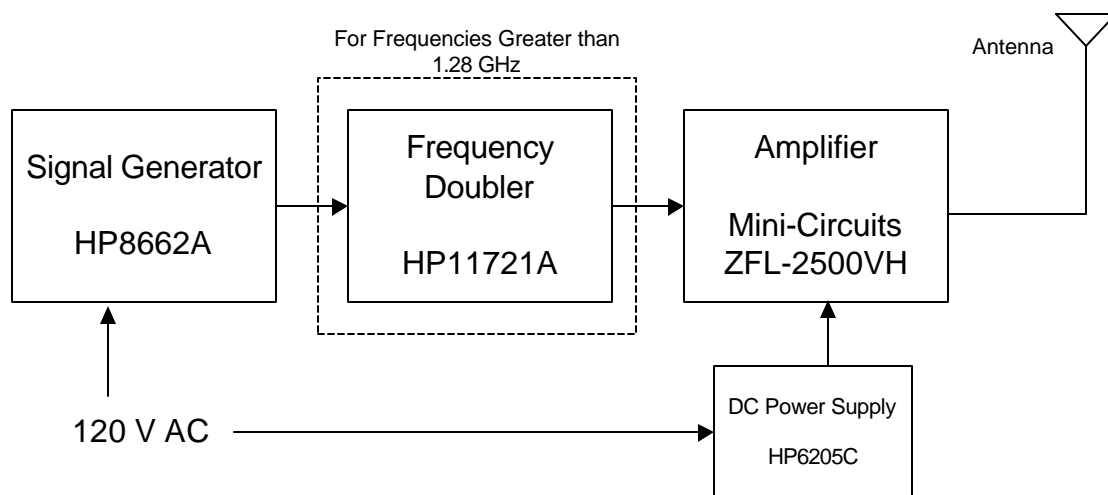 For Frequencies Greater than
1.28 GHz
Antenna
Signal Generator
HP8662A
Frequency
Doubler
HP11721A
Amplifier
Mini-Circuits
ZFL-2500VH
120 V AC
DC Power Supply
HP6205C